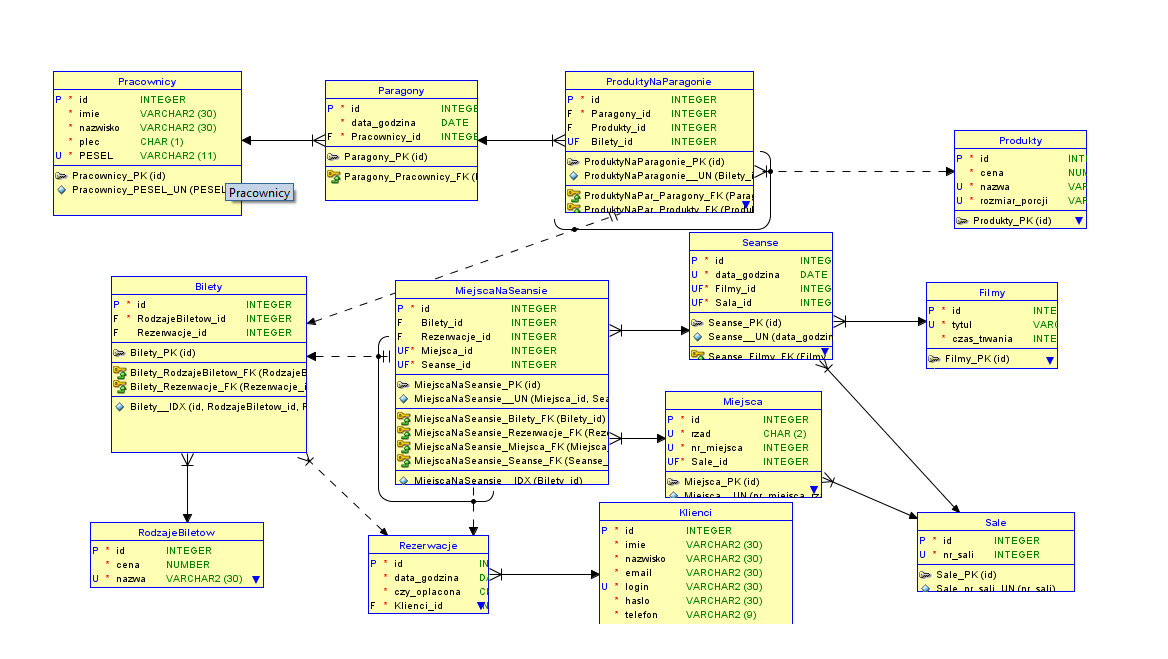 Pracownicy
P * id INTEGER
* imie VARCHAR2 (30)
* nazwisko VARCHAR2 (30)
* plec CHAR (1)
U * PESEL VARCHAR2 (11)
Pracownicy_PK (id)
Pracownicy_PESEL_UN (PESEL
Pracownicy
Paragony
P * id INTEGE
* data_godzina DATE
F * Pracownicy_id INTEGE
Paragony_PK (id)
Paragony_Pracownicy_FK (
ProduktyNaParagonie
P * id INTEGER
F * Paragony_id INTEGER
F Produkty_id INTEGER
UF Bilety_id INTEGER
ProduktyNaParagonie_PK (id)
ProduktyNaParagonie__UN (Bilety_i
ProduktyNaPar_Paragony_FK (Para
ProduktyNaPar_Produkty_FK (Produ
Produkty
P * id INT
* cena NUM
U * nazwa VAR
U * rozmiar_porcji VAR
Produkty_PK (id)
Seanse
P * id INTEG
U * data_godzina DATE
UF* Filmy_id INTEG
UF* Sala_id INTEG
Seanse_PK (id)
Seanse__UN (data_godzin
Seanse_Filmy_FK (Filmy_
Filmy
P * id INTE
U * tytul VARC
* czas_trwania INTE
Filmy_PK (id)
Bilety
P * id INTEGER
F * RodzajeBiletow_id INTEGER
F Rezerwacje_id INTEGER
Bilety_PK (id)
Bilety_RodzajeBiletow_FK (RodzajeB
Bilety_Rezerwacje_FK (Rezerwacje_i
Bilety__IDX (id, RodzajeBiletow_id, R
MiejscaNaSeansie
P * id INTEGER
F Bilety_id INTEGER
F Rezerwacje_id INTEGER
UF* Miejsca_id INTEGER
UF* Seanse_id INTEGER
MiejscaNaSeansie_PK (id)
MiejscaNaSeansie__UN (Miejsca_id, Sea
MiejscaNaSeansie_Bilety_FK (Bilety_id)
MiejscaNaSeansie_Rezerwacje_FK (Reze
MiejscaNaSeansie_Miejsca_FK (Miejsca_
MiejscaNaSeansie_Seanse_FK (Seanse_
MiejscaNaSeansie__IDX (Bilety_id)
Miejsca
P * id INTEGER
U * rzad CHAR (2)
U * nr_miejsca INTEGER
UF* Sale_id INTEGER
Miejsca_PK (id)
Miejsca__UN (nr_miejsca, rz
RodzajeBiletow
P * id INTEGER
* cena NUMBER
U * nazwa VARCHAR2 (30)
Rezerwacje
P * id IN
* data_godzina DA
* czy_oplacona CH
F * Klienci_id IN
Klienci
P * id INTEGER
* imie VARCHAR2 (30)
* nazwisko VARCHAR2 (30)
* email VARCHAR2 (30)
U * login VARCHAR2 (30)
* haslo VARCHAR2 (30)
* telefon VARCHAR2 (9)
Sale
P * id INTEGER
U * nr_sali INTEGER
Sale_PK (id)
Sale_nr_sali_UN (nr_sali)